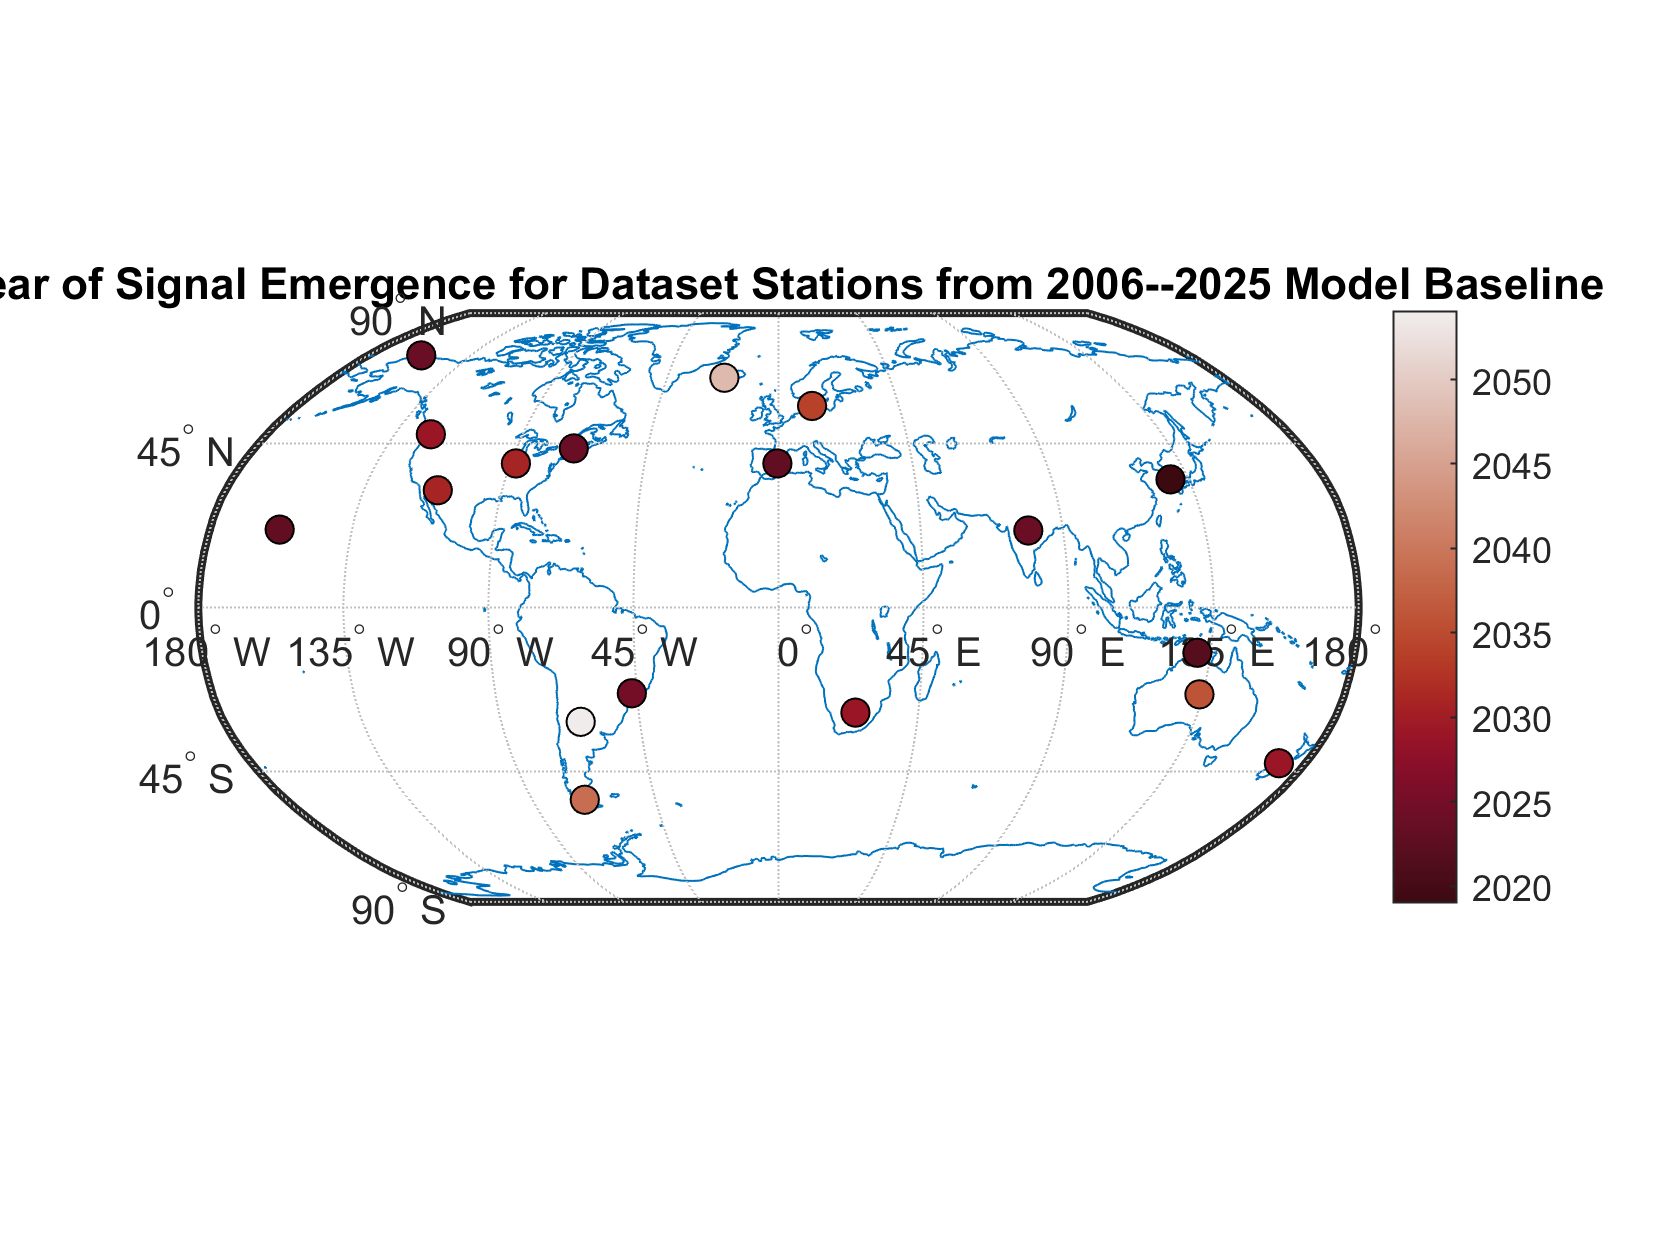 ear of Signal Emergence for Dataset Stations from 2006--2025 Model Baseline
90° N
45° N
0°
180° W 135° W 90° W 45° W 0° 45° E 90° E 135° E 180°
45° S
90° S
2050
2045
2040
2035
2030
2025
2020